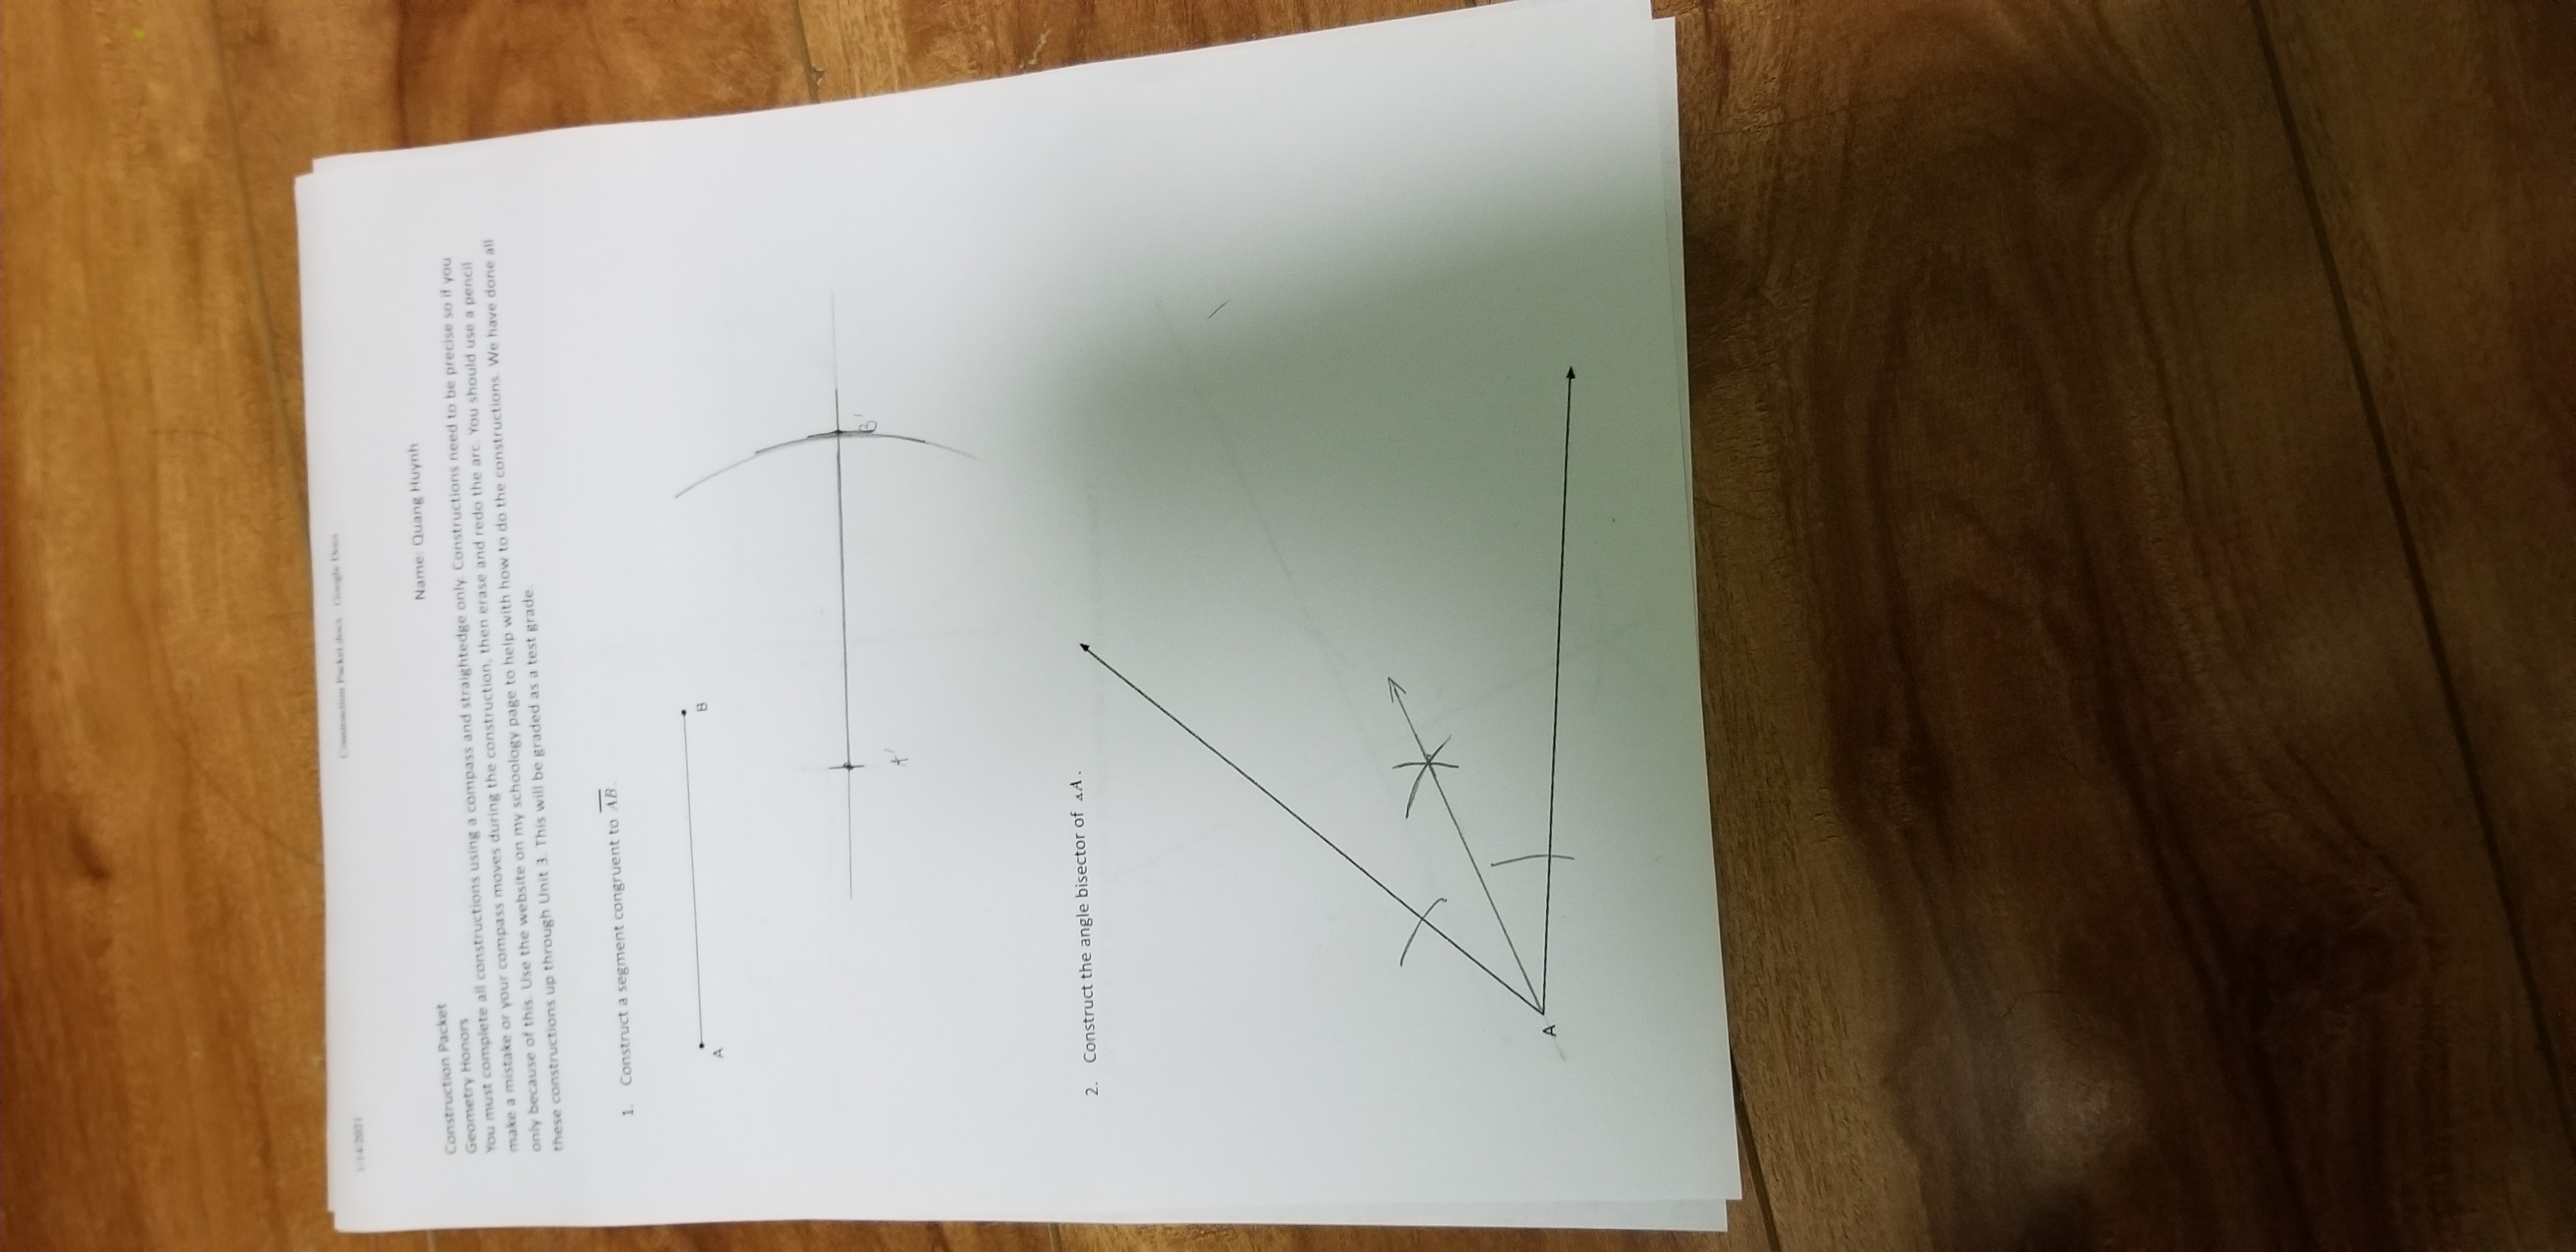 1/14/2021
Construction Packet.docx - Google Docs
Name: Quang Huynh
Construction Packet
Geometry Honors
You must complete all constructions using a compass and straightedge only. Constructions need to be precise so if you
make a mistake or your compass moves during the construction, then erase and redo the arc. You should use a pencil
only because of this. Use the website on my schoology page to help with how to do the constructions. We have done all
these constructions up through Unit 3. This will be graded as a test grade.
1. Construct a segment congruent to A̅B̅.
A
B
A'
B'
2. Construct the angle bisector of ▵A.
A